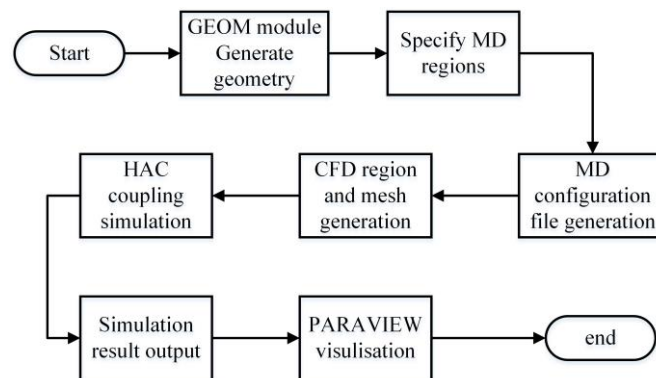 Start
GEOM module
Generate
geometry
Specify MD
regions
HAC
coupling
simulation
CFD region
and mesh
generation
MD
configuration
file generation
Simulation
result output
PARAVIEW
visulisation
end